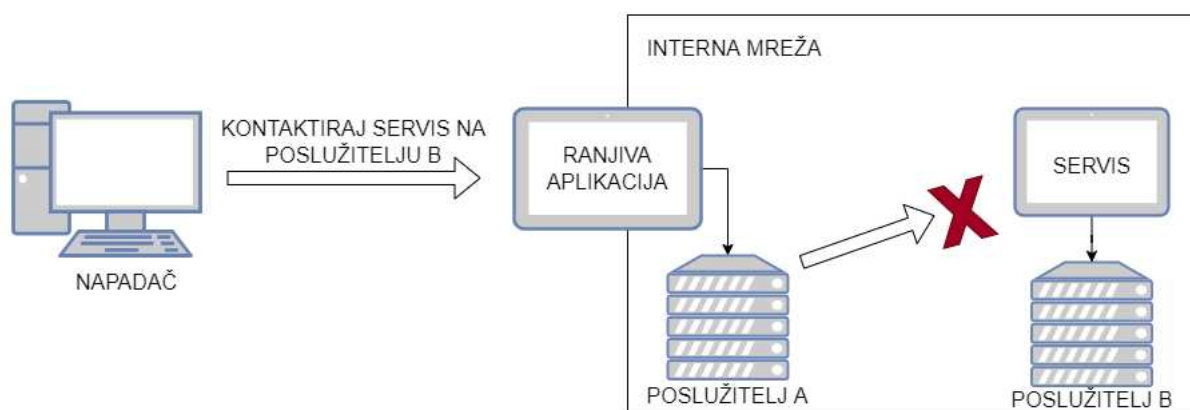 INTERNA MREŽA
KONTAKTIRAJ SERVIS NA
POSLUŽITELJU B
RANJIVA
APLIKACIJA
SERVIS
NAPADAČ
POSLUŽITELJ A
POSLUŽITELJ B